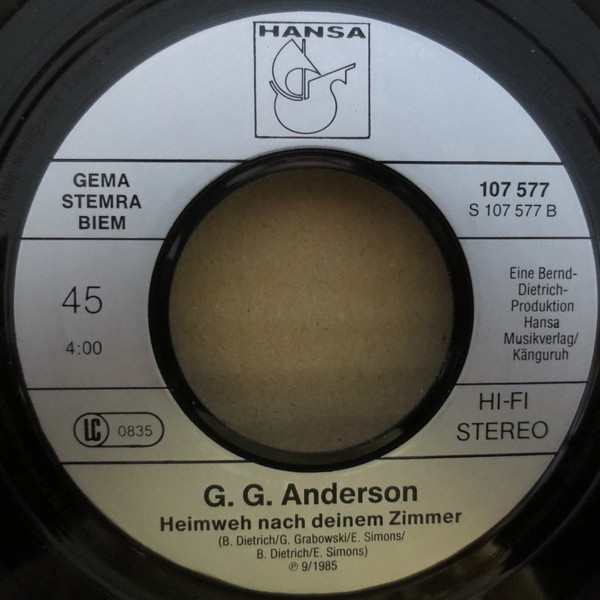 HANSA
GEMA
STEMRA
BIEM
107 577
S 107 577 B
45
4:00
Eine Bernd-
Dietrich-
Produktion
Hansa
Musikverlag/
Känguruh
LC 0835
HI-FI
STEREO
G. G. Anderson
Heimweh nach deinem Zimmer
(B. Dietrich/G. Grabowski/E. Simons/
B. Dietrich/E. Simons)
℗ 9/1985